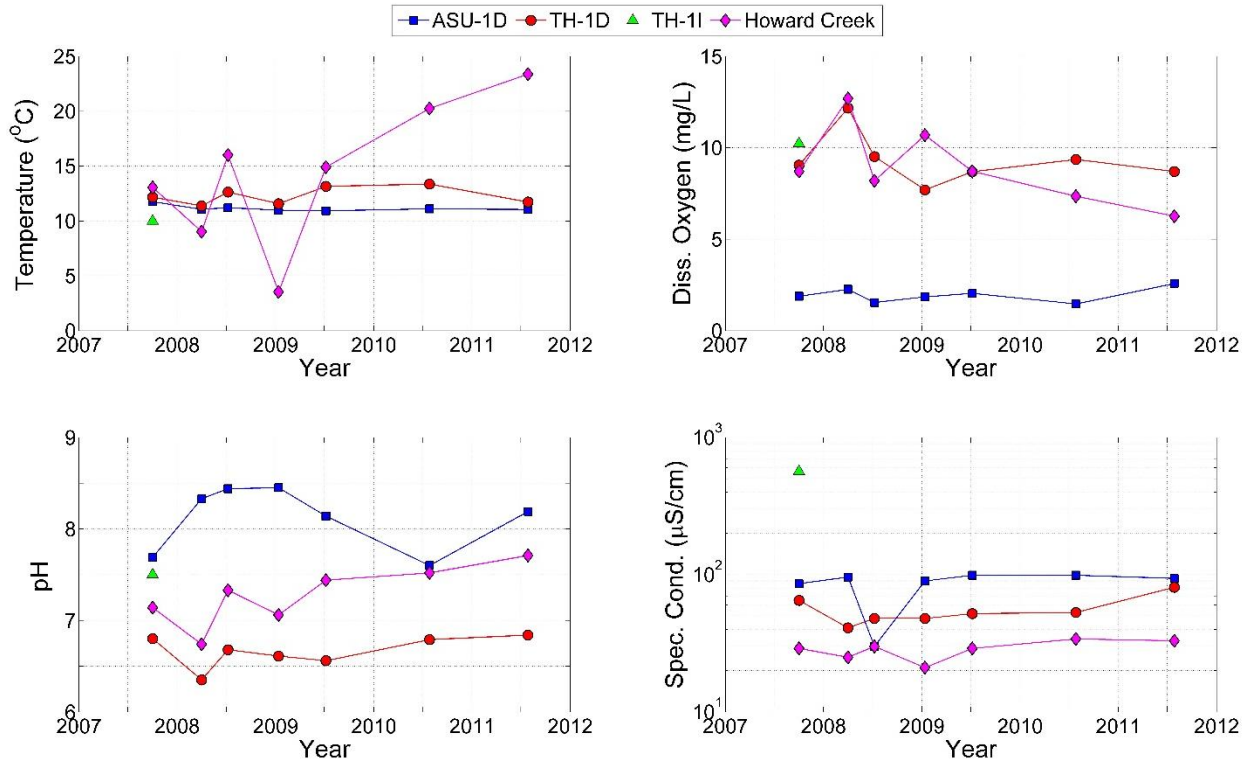 ASU-1D TH-1D TH-1I Howard Creek
Temperature (°C)
25
20
15
10
5
0
2007 2008 2009 2010 2011 2012
Year
Diss. Oxygen (mg/L)
15
10
5
0
2007 2008 2009 2010 2011 2012
Year
pH
9
8
7
6
2007 2008 2009 2010 2011 2012
Year
Spec. Cond. (µS/cm)
10³
10²
10¹
2007 2008 2009 2010 2011 2012
Year